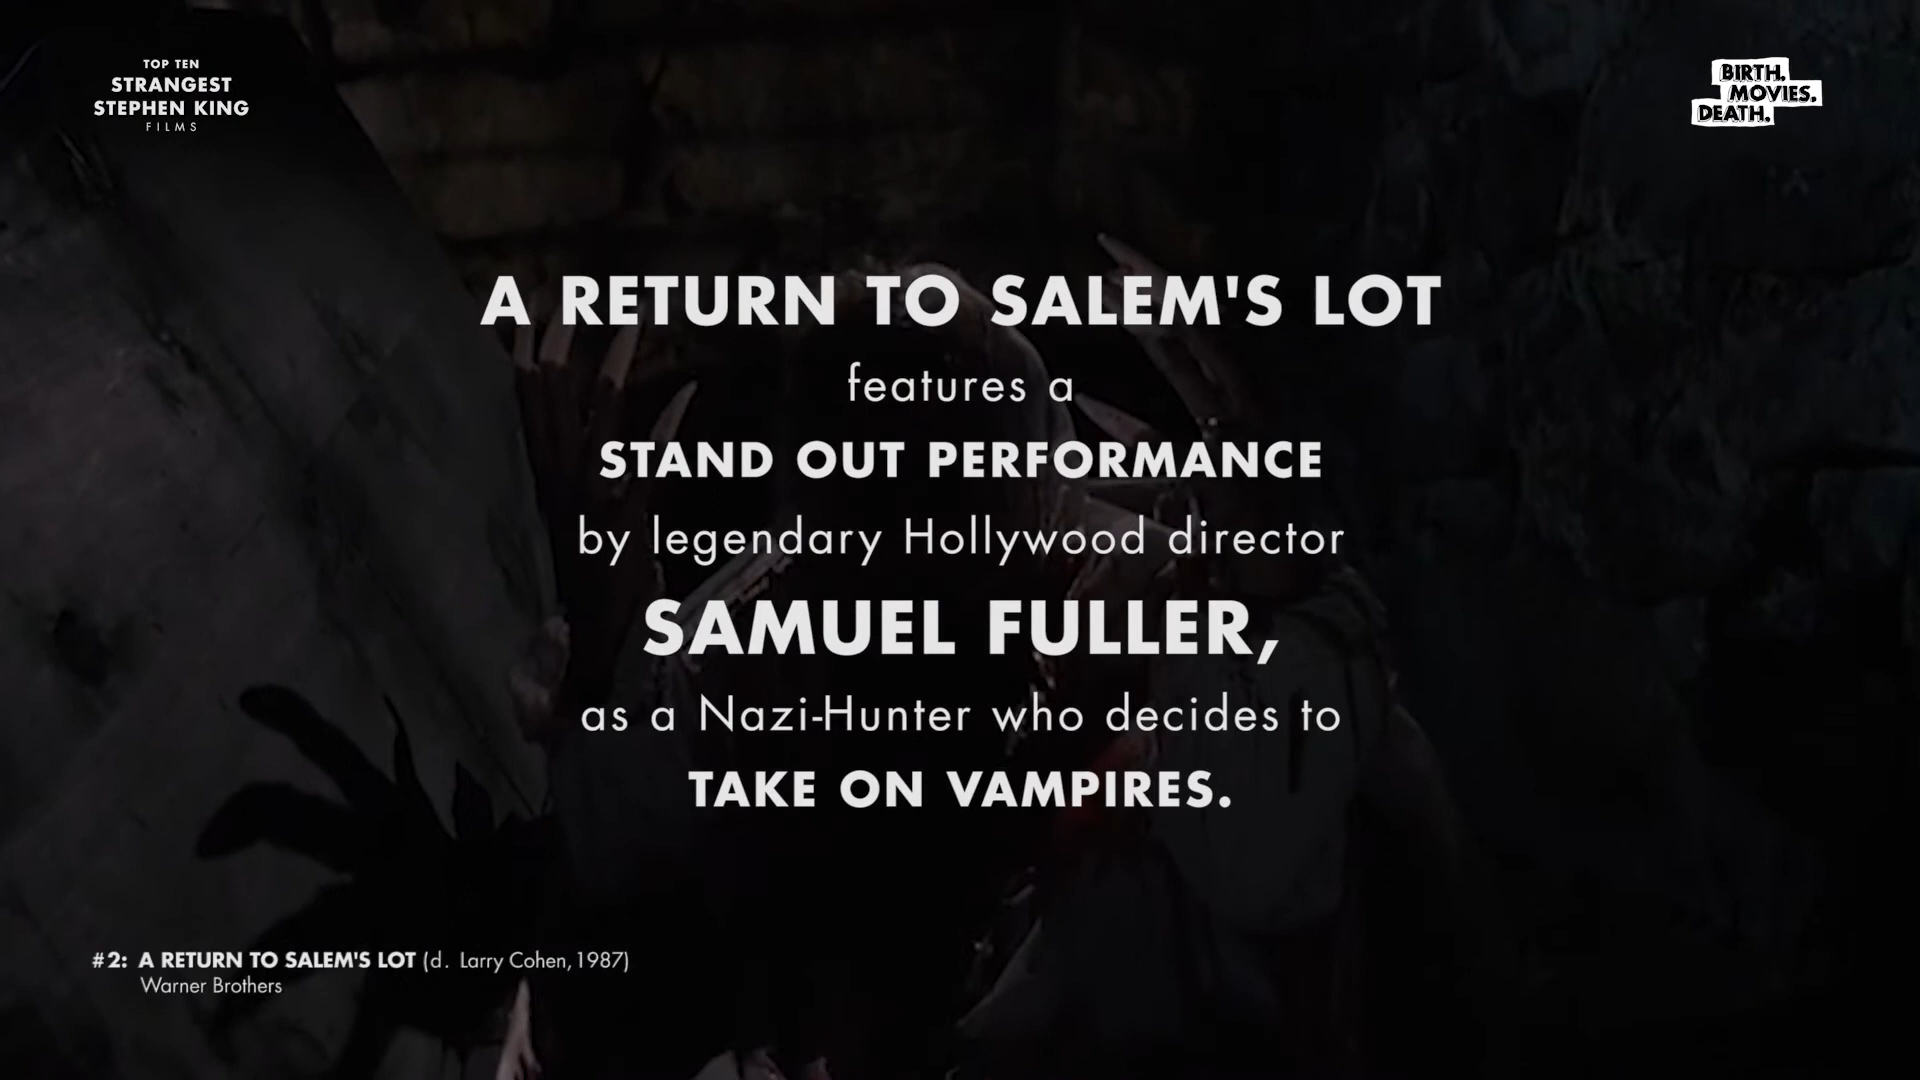 TOP TEN
STRANGEST
STEPHEN KING
FILMS
BIRTH.
MOVIES.
DEATH.
A RETURN TO SALEM'S LOT
features a
STAND OUT PERFORMANCE
by legendary Hollywood director
SAMUEL FULLER,
as a Nazi-Hunter who decides to
TAKE ON VAMPIRES.
#2: A RETURN TO SALEM'S LOT (d. Larry Cohen, 1987)
Warner Brothers